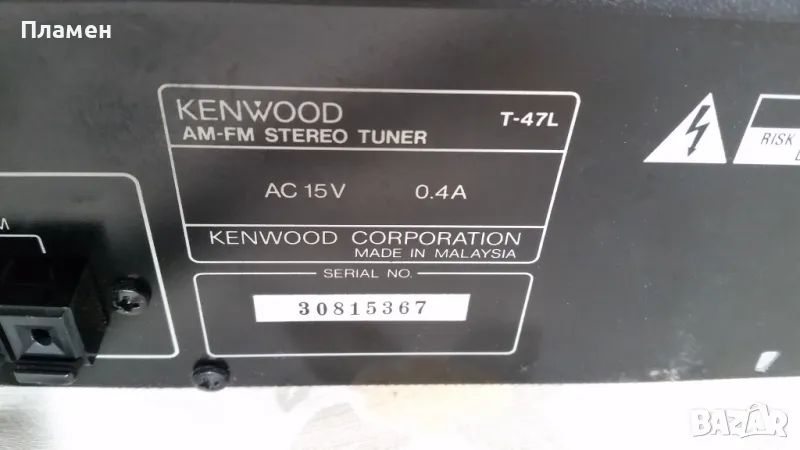 Пламен
KENWOOD T-47L
AM-FM STEREO TUNER
AC 15V 0.4A
KENWOOD CORPORATION
MADE IN MALAYSIA
SERIAL NO.
30815367
RISK
M
BAZAR